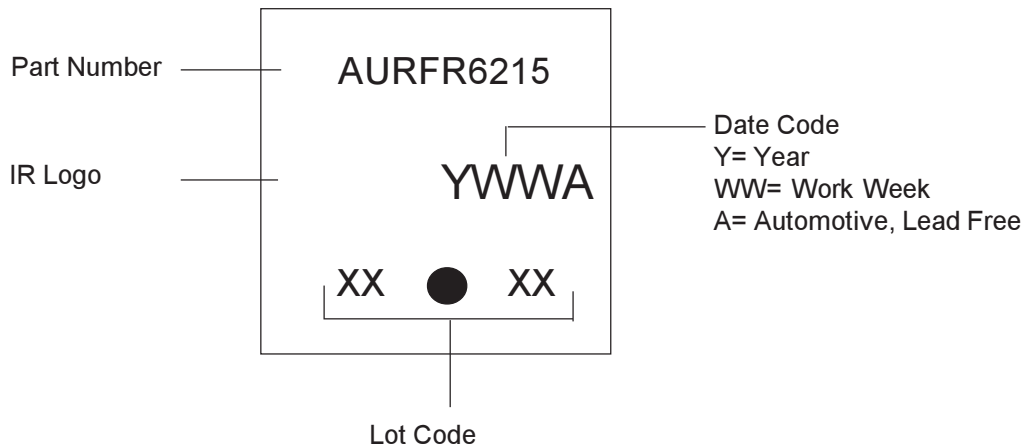 Part Number
AURFR6215
IR Logo
YWWA
Date Code
Y= Year
WW= Work Week
A= Automotive, Lead Free
XX ● XX
Lot Code